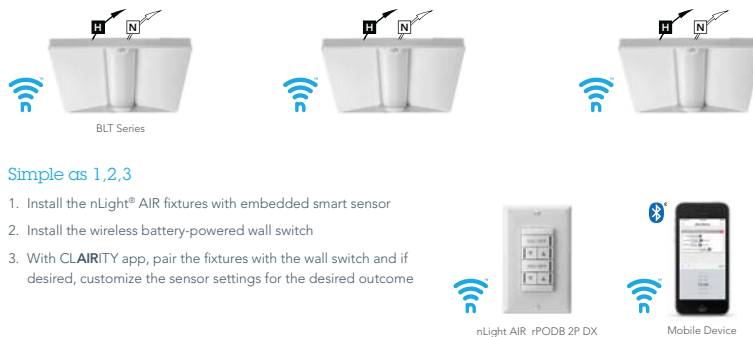 H N H N H N
n n n
BLT Series
Simple as 1,2,3
1. Install the nLight® AIR fixtures with embedded smart sensor
2. Install the wireless battery-powered wall switch
3. With CLAIRITY app, pair the fixtures with the wall switch and if
desired, customize the sensor settings for the desired outcome
n n
nLight AIR rPODB 2P DX
Mobile Device